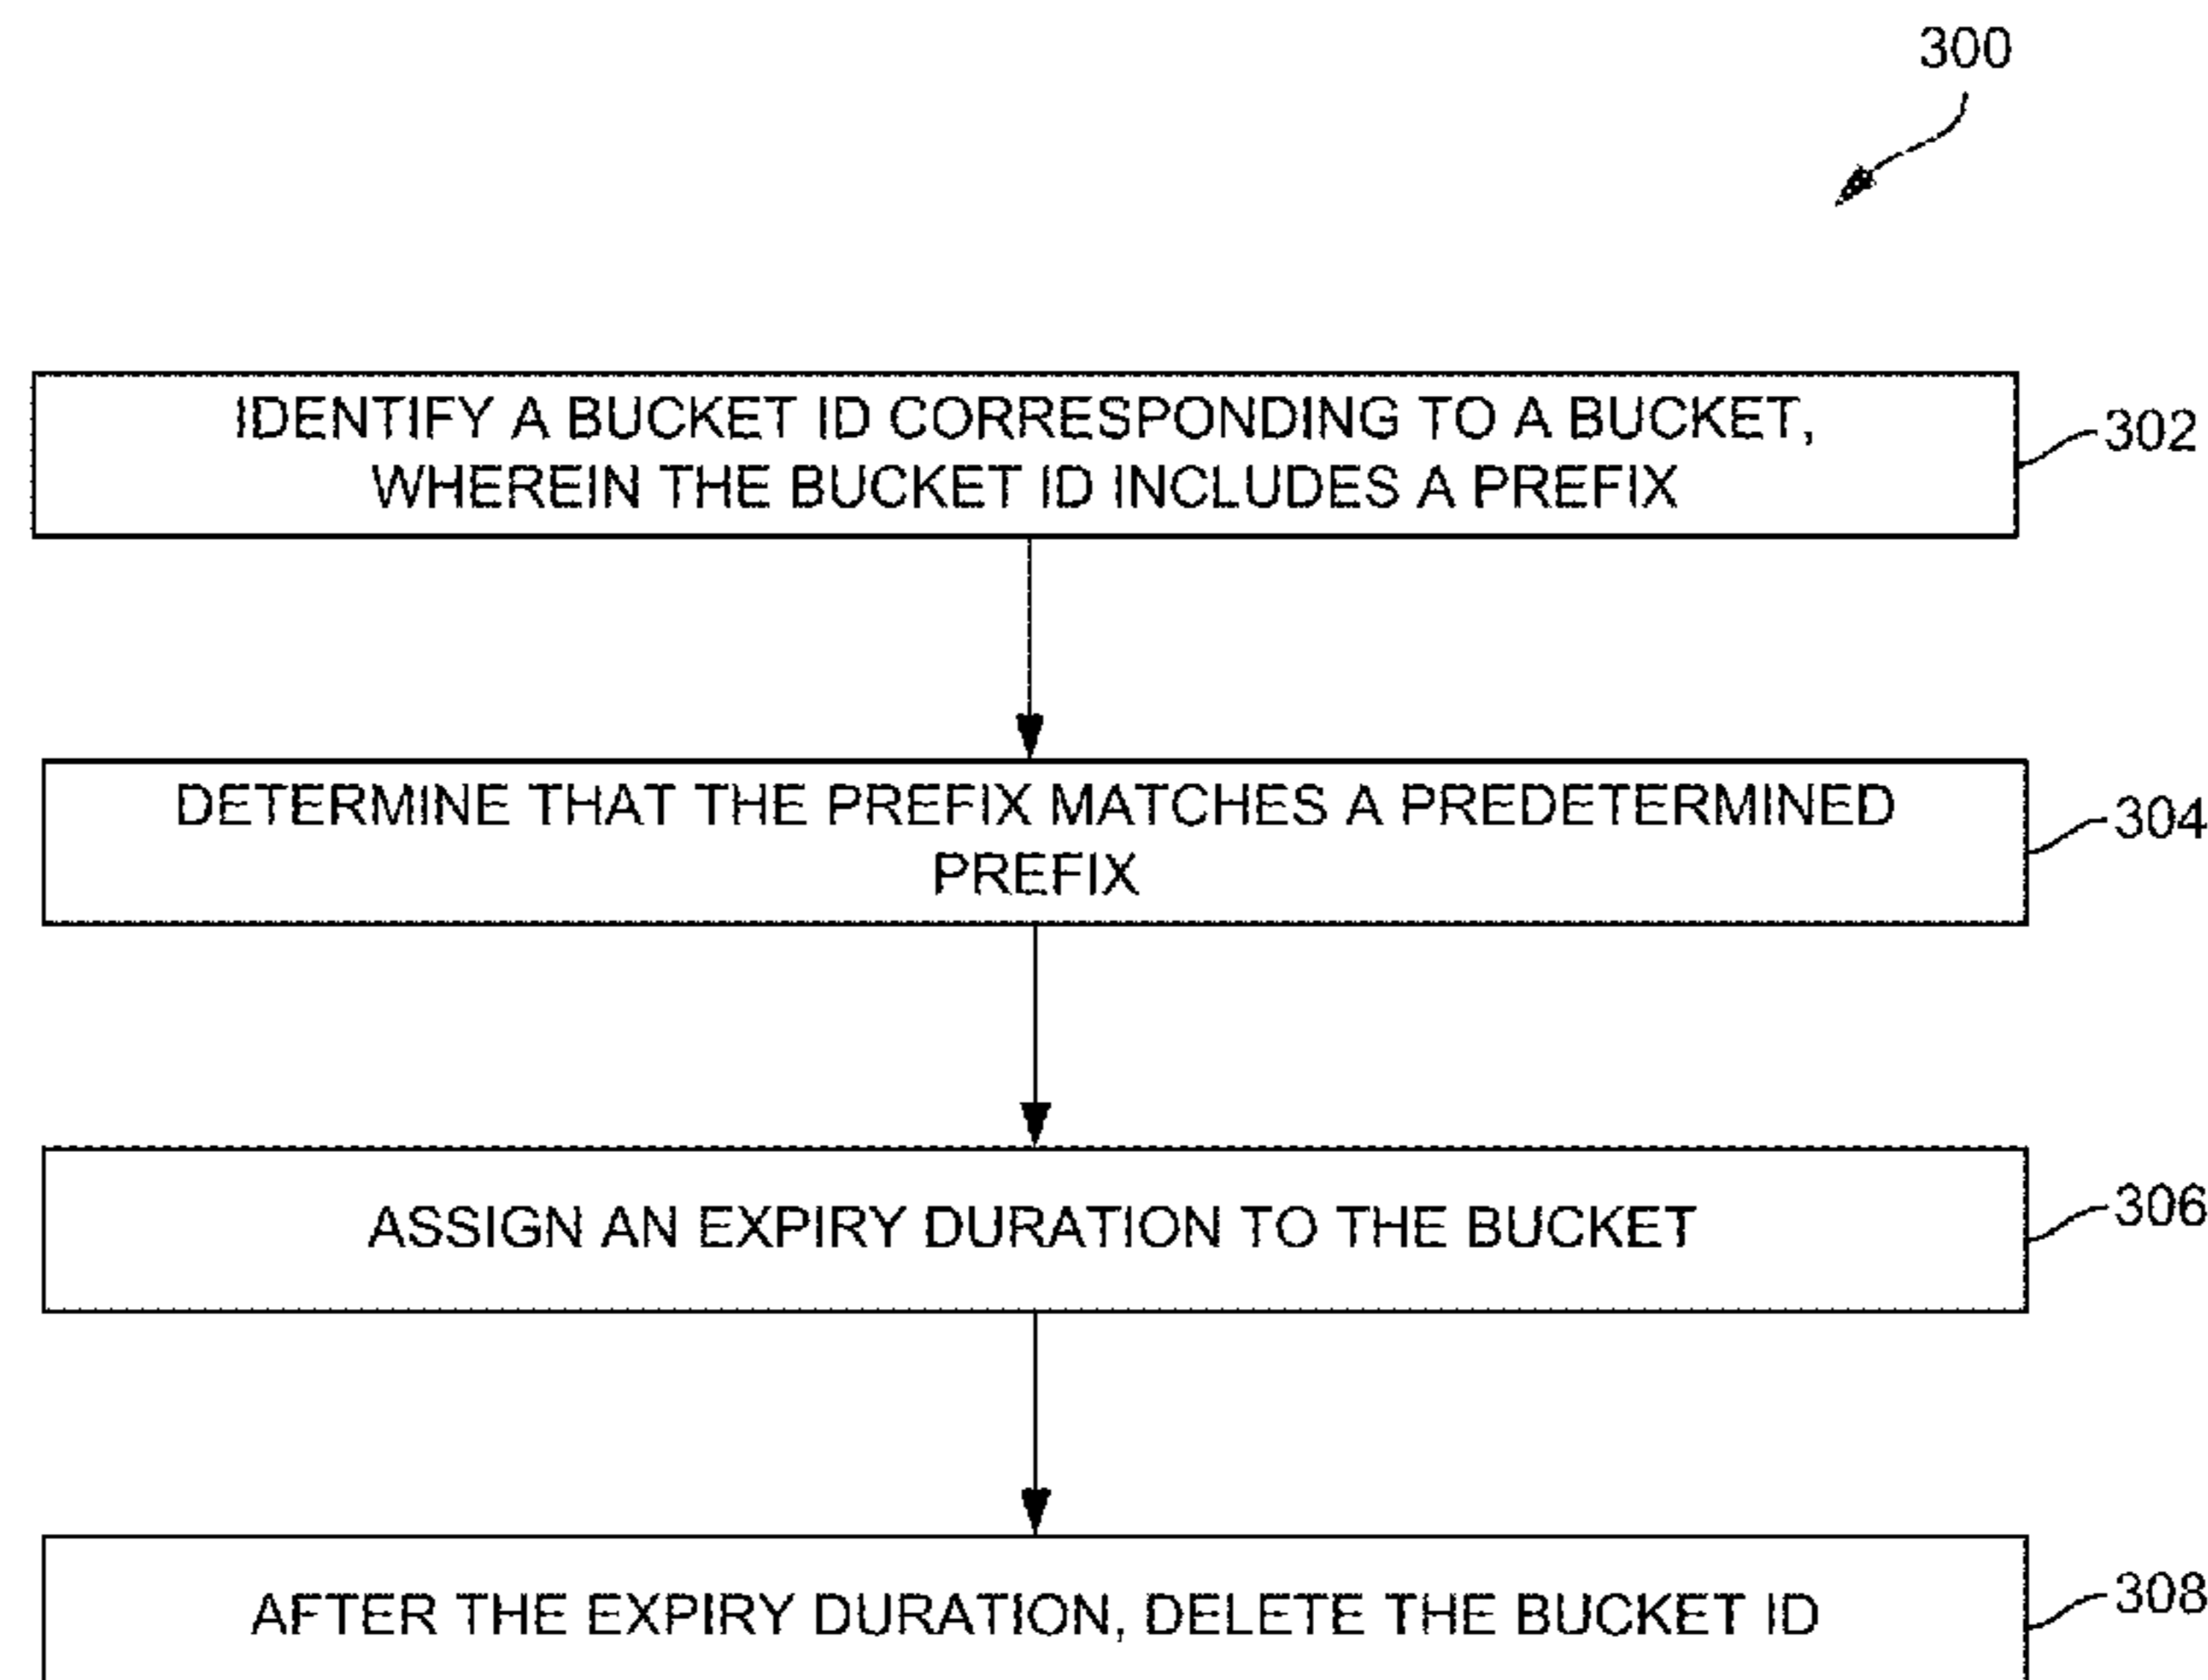 300
IDENTIFY A BUCKET ID CORRESPONDING TO A BUCKET,
WHEREIN THE BUCKET ID INCLUDES A PREFIX
302
DETERMINE THAT THE PREFIX MATCHES A PREDETERMINED
PREFIX
304
ASSIGN AN EXPIRY DURATION TO THE BUCKET
306
AFTER THE EXPIRY DURATION, DELETE THE BUCKET ID
308